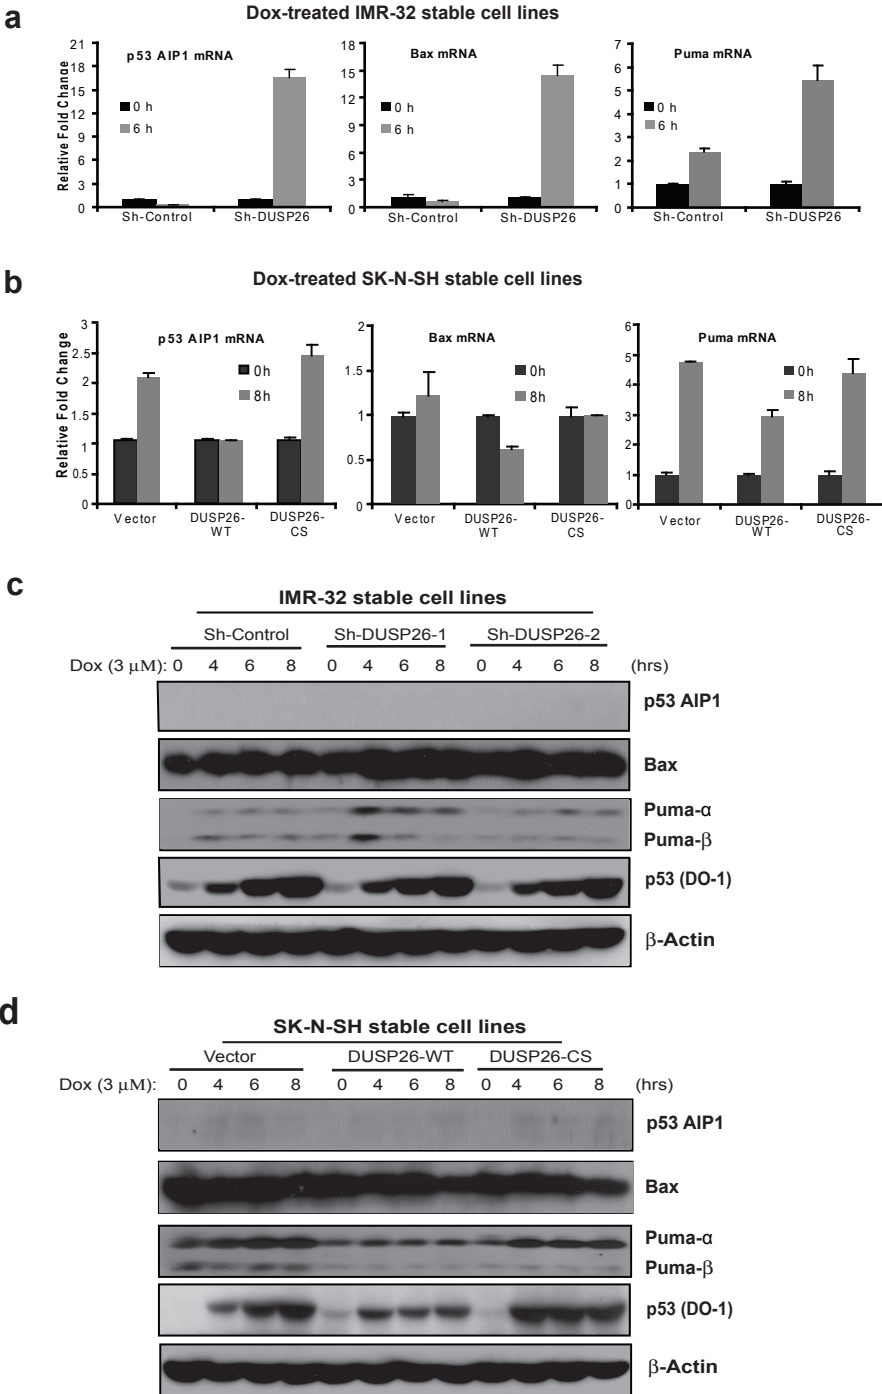 a
Dox-treated IMR-32 stable cell lines
Relative Fold Change
21
18
15
12
9
6
3
0
p53 AIP1 mRNA
0 h
6 h
Sh-Control Sh-DUSP26
18
15
12
9
6
3
0
Bax mRNA
0 h
6 h
Sh-Control Sh-DUSP26
7
6
5
4
3
2
1
0
Puma mRNA
0 h
6 h
Sh-Control Sh-DUSP26
b
Dox-treated SK-N-SH stable cell lines
Relative Fold Change
3
2.5
2
1.5
1
0.5
0
p53 AIP1 mRNA
0h
8h
Vector DUSP26-WT DUSP26-CS
2
1.5
1
0.5
0
Bax mRNA
0h
8h
Vector DUSP26-WT DUSP26-CS
6
5
4
3
2
1
0
Puma mRNA
0h
8h
Vector DUSP26-WT DUSP26-CS
c
IMR-32 stable cell lines
Sh-Control Sh-DUSP26-1 Sh-DUSP26-2
Dox (3 μM): 0 4 6 8 0 4 6 8 0 4 6 8 (hrs)
p53 AIP1
Bax
Puma-α
Puma-β
p53 (DO-1)
β-Actin
d
SK-N-SH stable cell lines
Vector DUSP26-WT DUSP26-CS
Dox (3 μM): 0 4 6 8 0 4 6 8 0 4 6 8 (hrs)
p53 AIP1
Bax
Puma-α
Puma-β
p53 (DO-1)
β-Actin